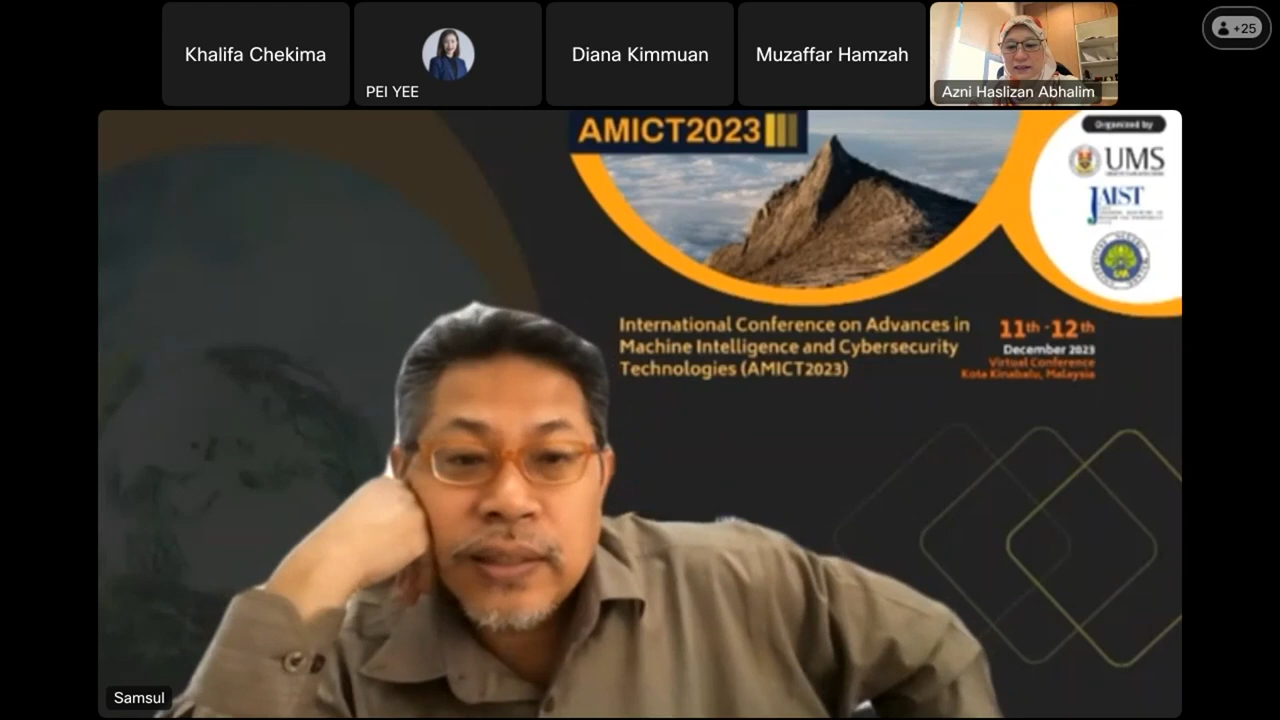 Khalifa Chekima
PEI YEE
Diana Kimmuan
Muzaffar Hamzah
Azni Haslizan Abhalim
+25
AMICT2023
Organized by
UMS
JAIST
International Conference on Advances in
Machine Intelligence and Cybersecurity
Technologies (AMICT2023)
11th - 12th
December 2023
Virtual Conference
Kota Kinabalu, Malaysia
Samsul